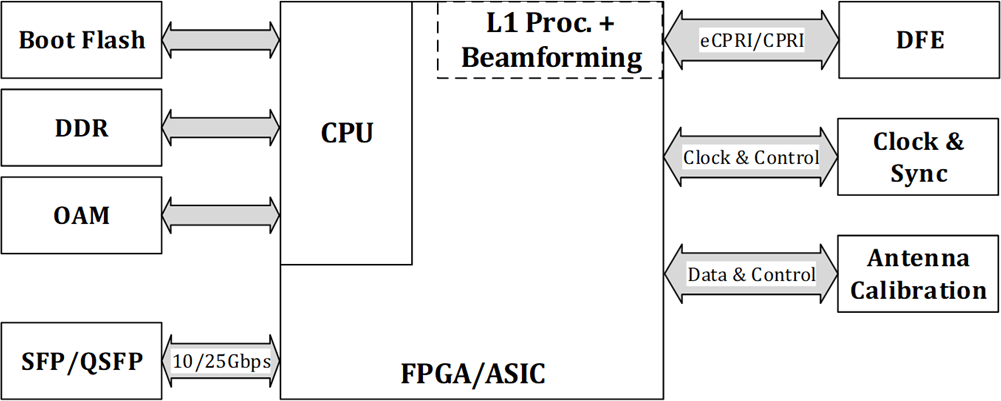 Boot Flash
DDR
OAM
SFP/QSFP
10/25Gbps
CPU
L1 Proc. +
Beamforming
FPGA/ASIC
eCPRI/CPRI
DFE
Clock & Control
Clock &
Sync
Data & Control
Antenna
Calibration